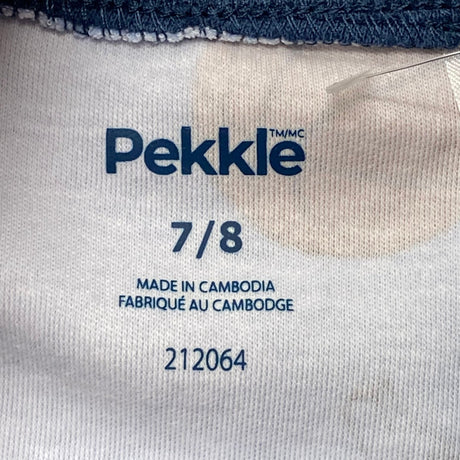 Pekkle TM/MC
7/8
MADE IN CAMBODIA
FABRIQUÉ AU CAMBODGE
212064